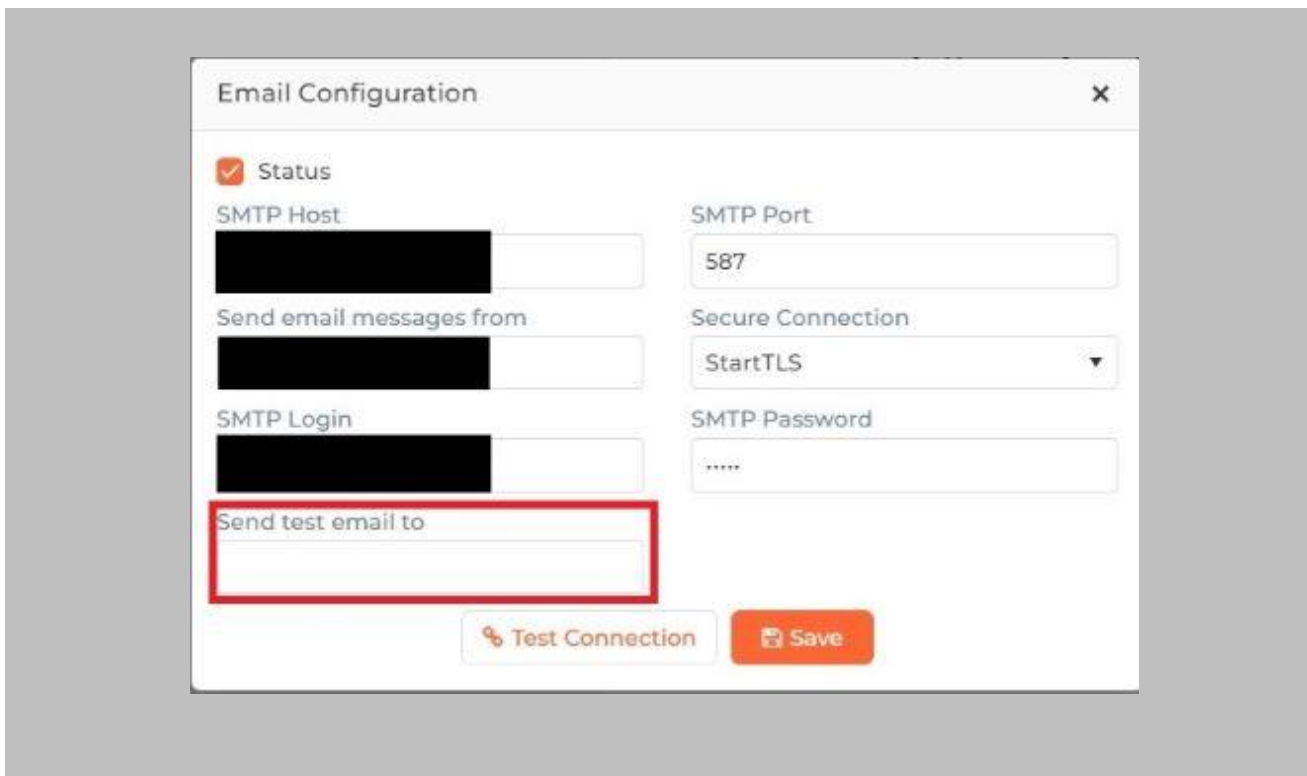 Email Configuration
Status
SMTP Host
SMTP Port
587
Send email messages from
Secure Connection
StartTLS
SMTP Login
SMTP Password
•••••
Send test email to
Test Connection
Save